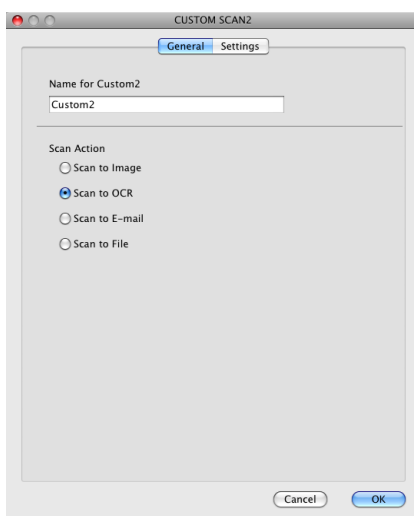 CUSTOM SCAN2
General Settings
Name for Custom2
Custom2
Scan Action
Scan to Image
Scan to OCR
Scan to E-mail
Scan to File
Cancel OK